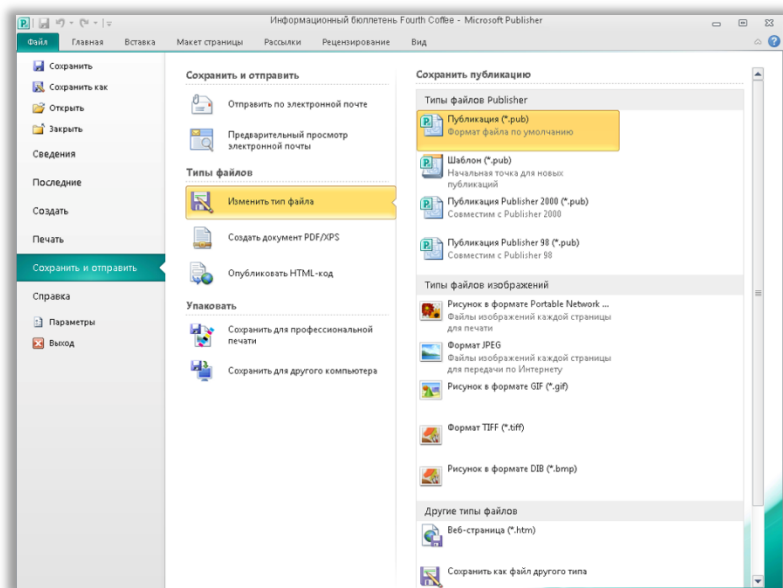 Информационный бюллетень Fourth Coffee - Microsoft Publisher
Файл Главная Вставка Макет страницы Рассылки Рецензирование Вид
Сохранить
Сохранить как
Открыть
Закрыть
Сведения
Последние
Создать
Печать
Сохранить и отправить
Справка
Параметры
Выход
Сохранить и отправить
Отправить по электронной почте
Предварительный просмотр
электронной почты
Типы файлов
Изменить тип файла
Создать документ PDF/XPS
Опубликовать HTML-код
Упаковать
Сохранить для профессиональной
печати
Сохранить для другого компьютера
Сохранить публикацию
Типы файлов Publisher
Публикация (*.pub)
Формат файла по умолчанию
Шаблон (*.pub)
Начальная точка для новых
публикаций
Публикация Publisher 2000 (*.pub)
Совместим с Publisher 2000
Публикация Publisher 98 (*.pub)
Совместим с Publisher 98
Типы файлов изображений
Рисунок в формате Portable Network ...
Файлы изображений каждой страницы
для печати
Формат JPEG
Файлы изображений каждой страницы
для передачи по Интернету
Рисунок в формате GIF (*.gif)
Формат TIFF (*.tiff)
Рисунок в формате DIB (*.bmp)
Другие типы файлов
Веб-страница (*.htm)
Сохранить как файл другого типа